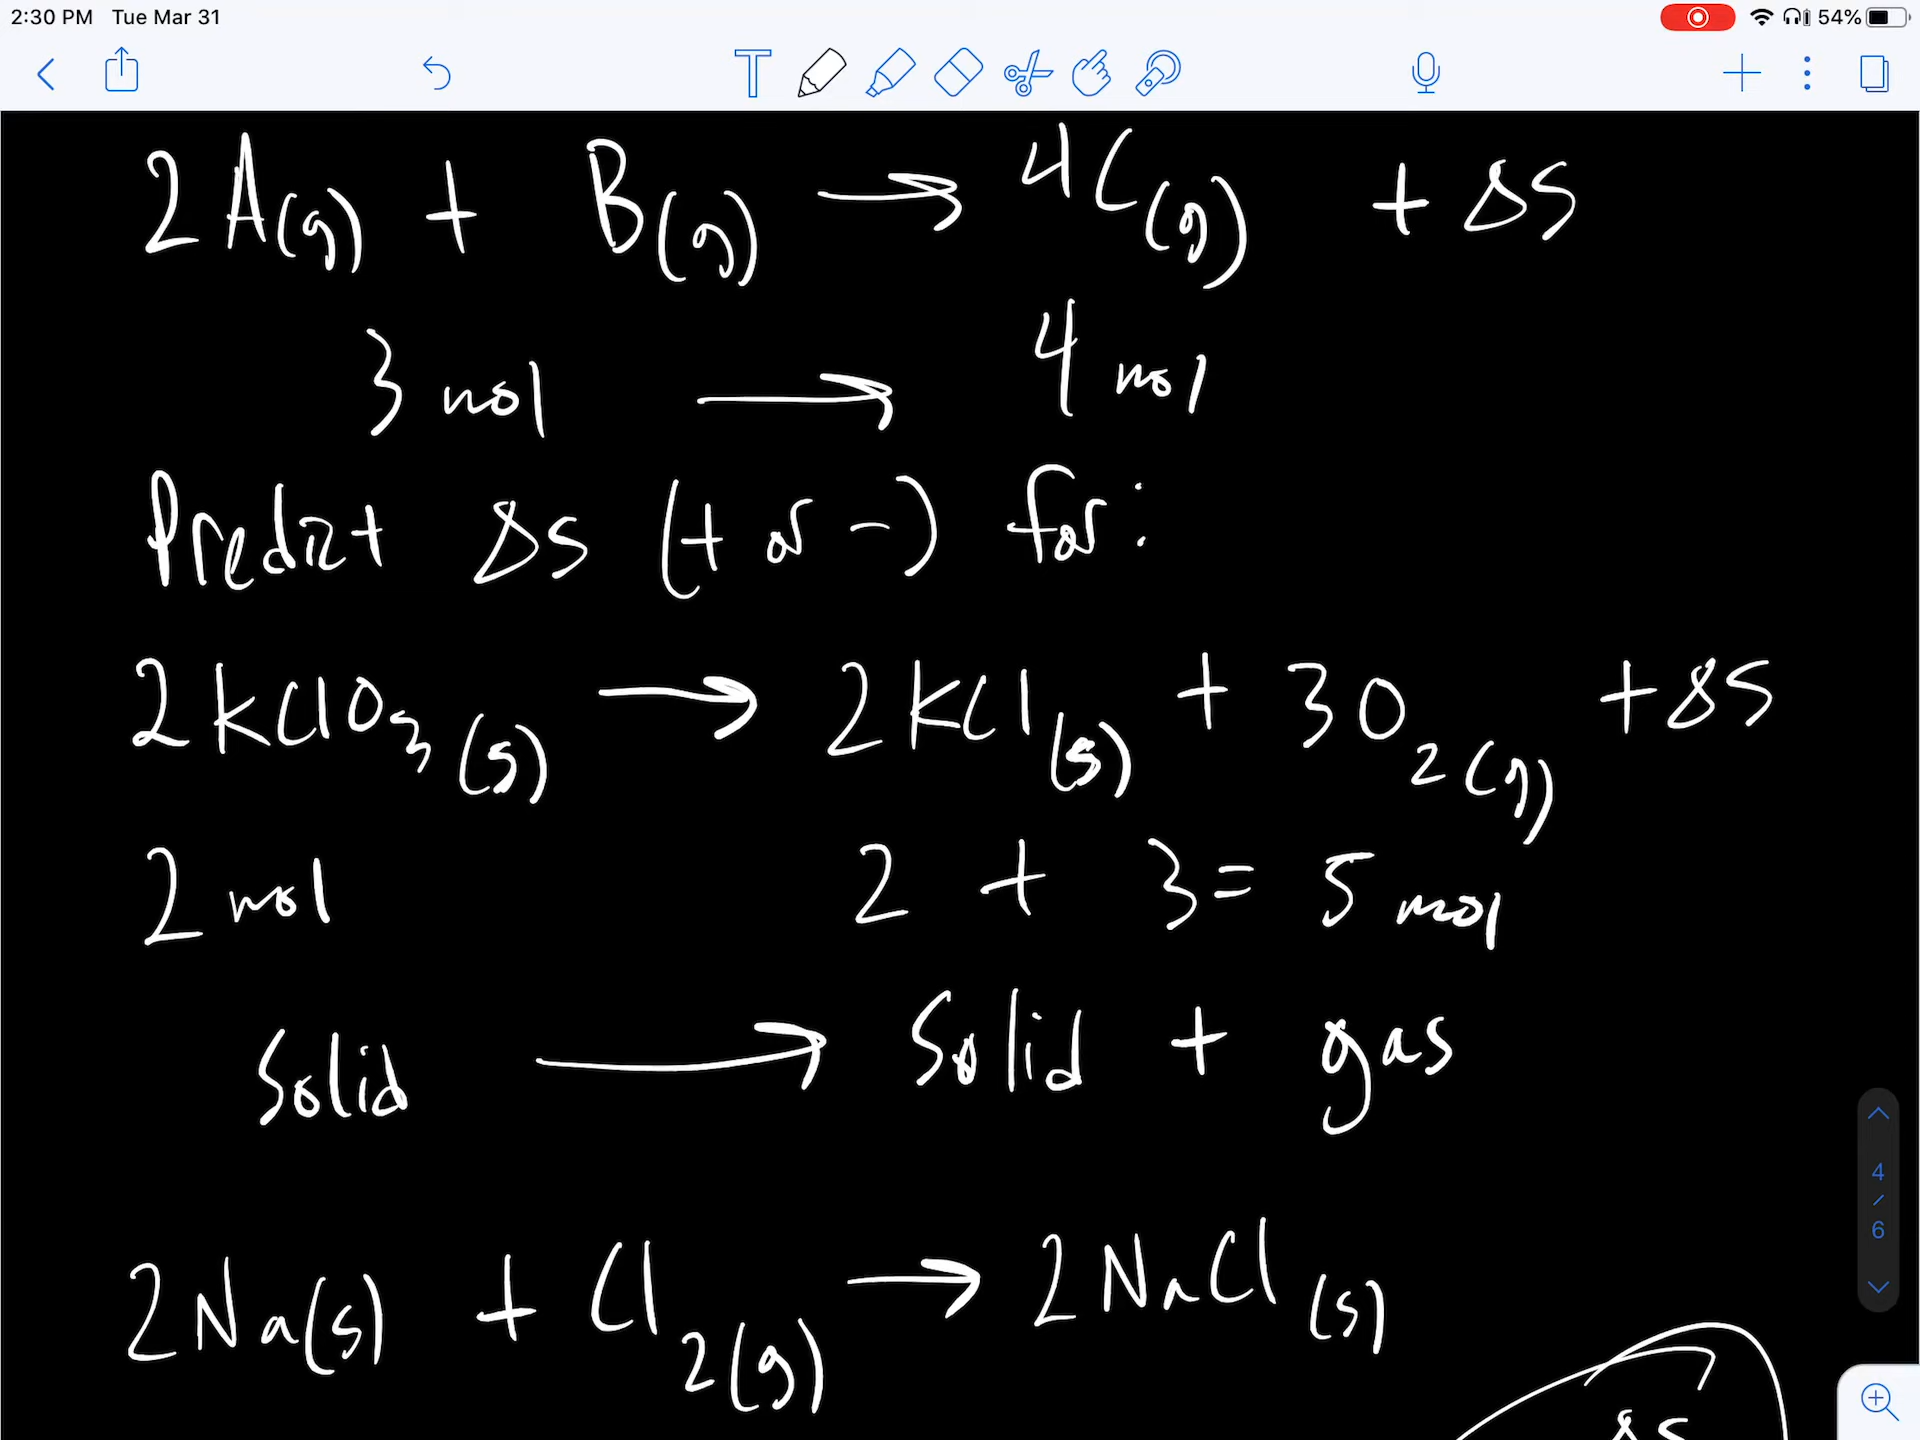 2:30 PM Tue Mar 31 54%
T
2A(g) + B(g) → 4C(g) + ΔS
3 mol → 4 mol
Predict ΔS (+ or -) for:
2KClO3(s) → 2KCl(s) + 3O2(g) + ΔS
2 mol 2 + 3 = 5 mol
Solid → Solid + gas
4
/
6
2Na(s) + Cl2(g) → 2NaCl(s)
ΔS